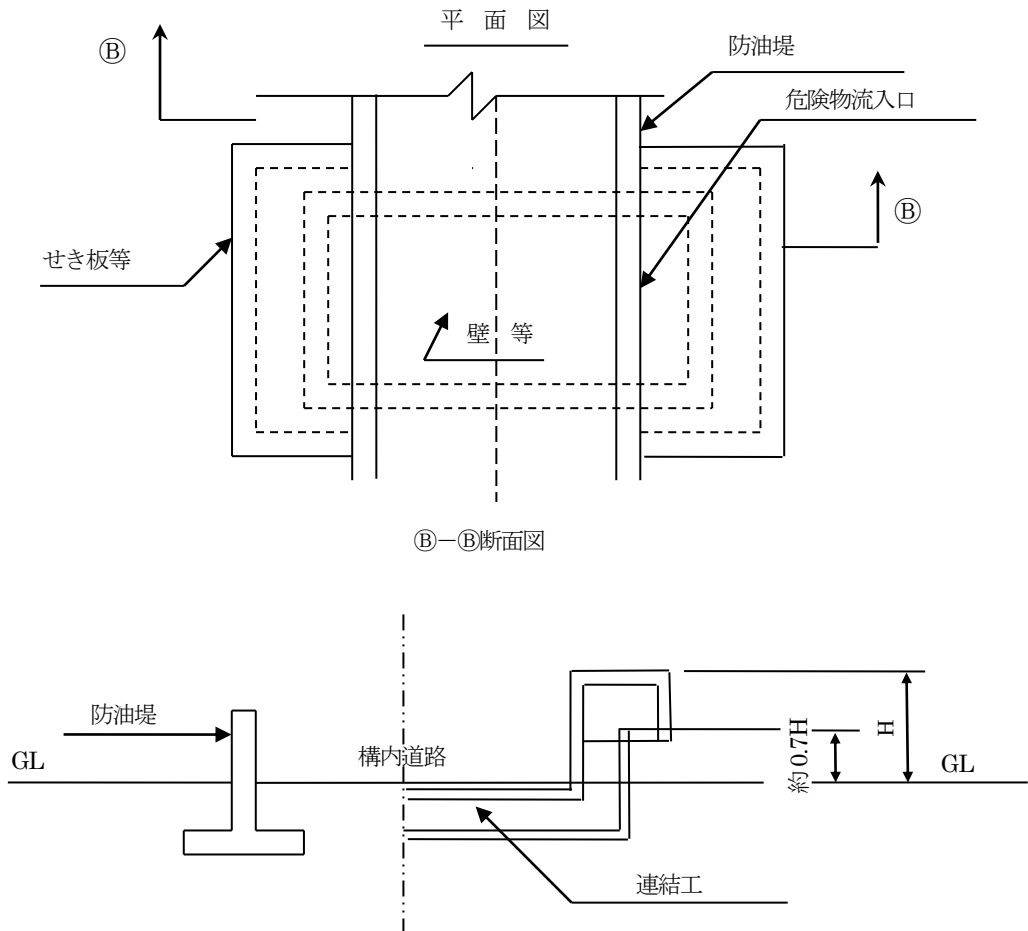 平 面 図
Ⓑ
防油堤
危険物流入口
Ⓑ
せき板等
壁 等
Ⓑ－Ⓑ断面図
防油堤
GL
構内道路
約0.7H
H
GL
連結工